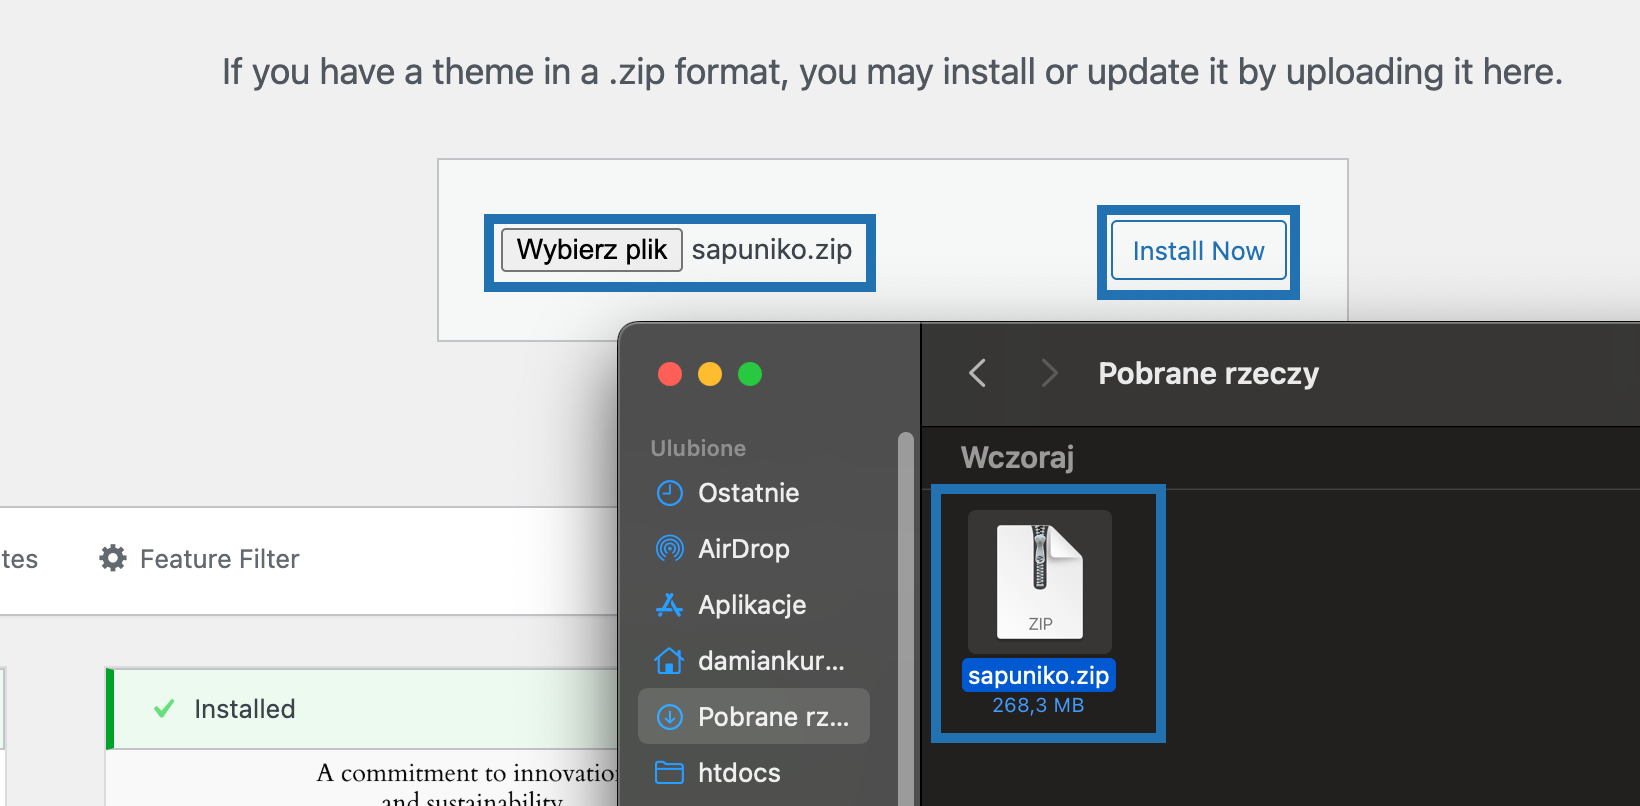 If you have a theme in a .zip format, you may install or update it by uploading it here.
Wybierz plik sapuniko.zip
Install Now
Pobrane rzeczy
Ulubione
Ostatnie
AirDrop
Aplikacje
damiankur...
Pobrane rz...
htdocs
Wczoraj
ZIP
sapuniko.zip
268,3 MB
tes
Feature Filter
Installed
A commitment to innovation
and sustainability